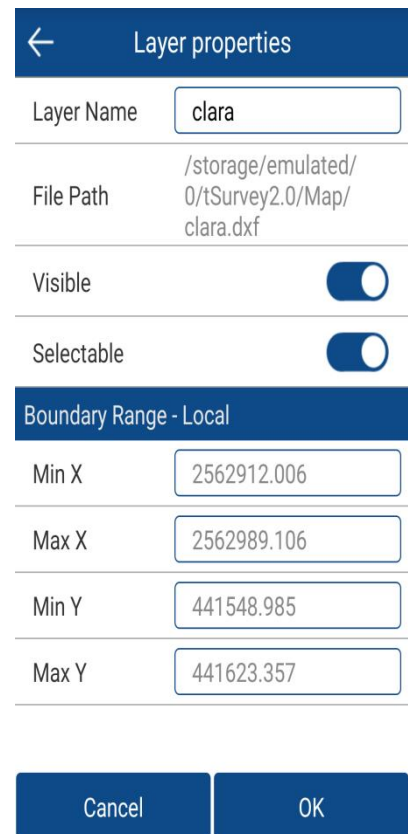 Layer properties
Layer Name clara
File Path /storage/emulated/
0/tSurvey2.0/Map/
clara.dxf
Visible
Selectable
Boundary Range - Local
Min X 2562912.006
Max X 2562989.106
Min Y 441548.985
Max Y 441623.357
Cancel OK